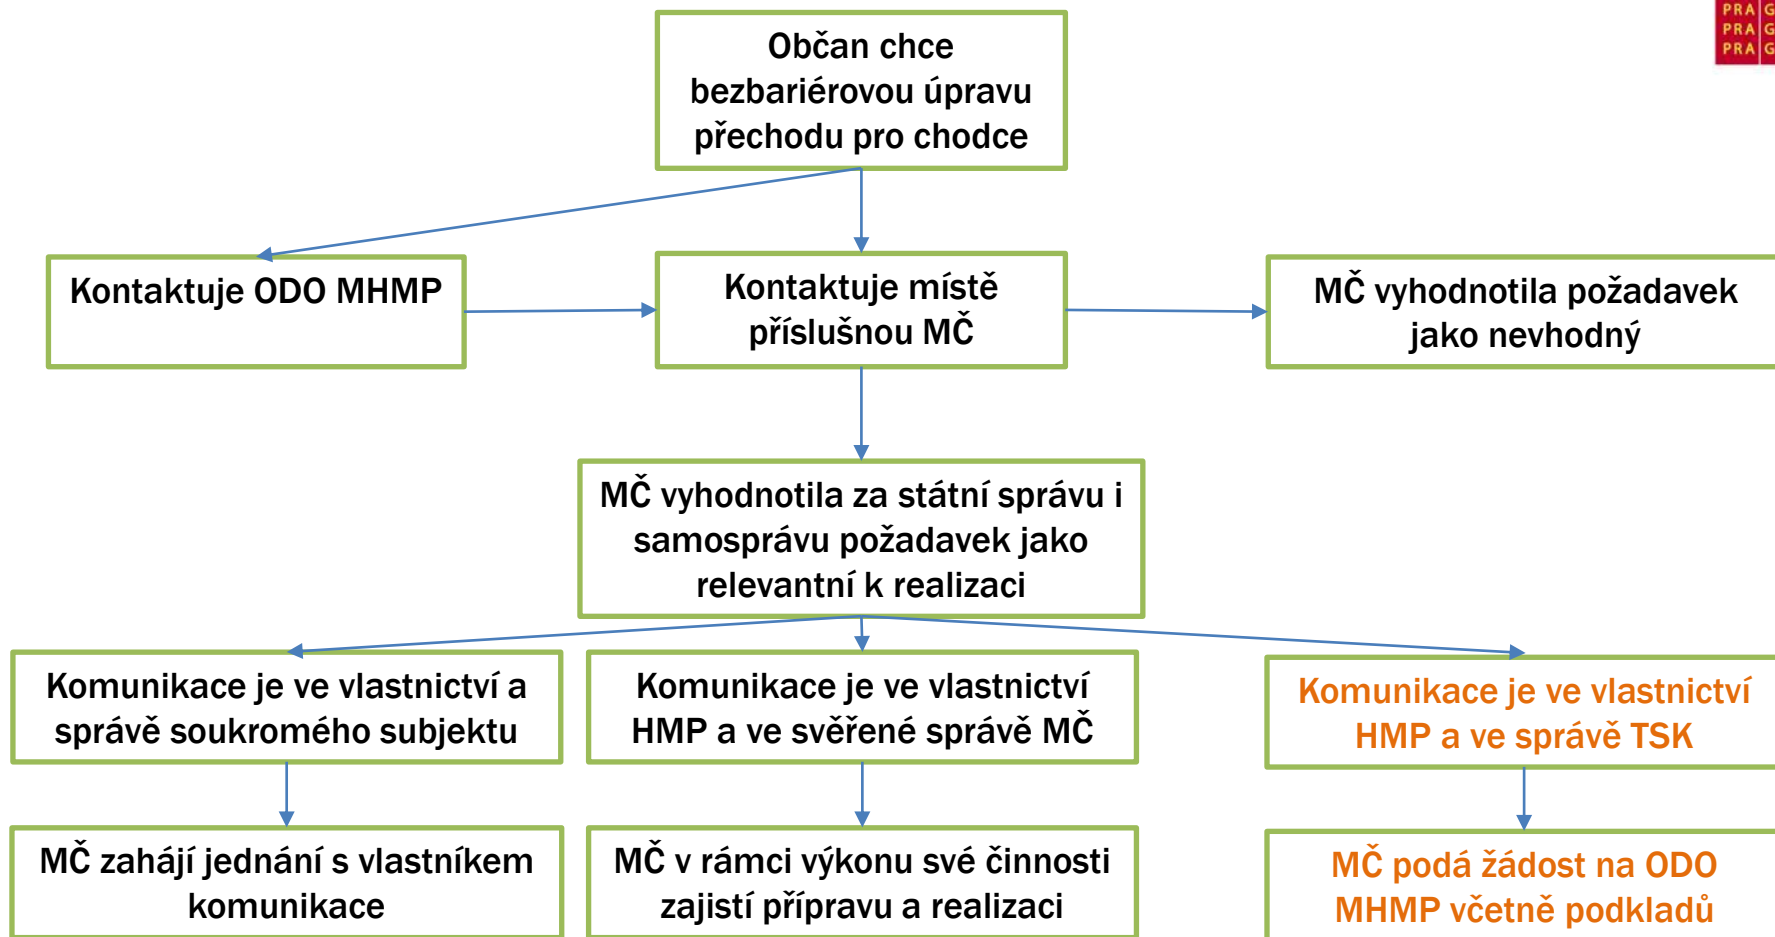 PRA G
PRA G
PRA G
Občan chce
bezbariérovou úpravu
přechodu pro chodce
Kontaktuje ODO MHMP
Kontaktuje místě
příslušnou MČ
MČ vyhodnotila požadavek
jako nevhodný
MČ vyhodnotila za státní správu i
samosprávu požadavek jako
relevantní k realizaci
Komunikace je ve vlastnictví a
správě soukromého subjektu
Komunikace je ve vlastnictví
HMP a ve svěřené správě MČ
Komunikace je ve vlastnictví
HMP a ve správě TSK
MČ zahájí jednání s vlastníkem
komunikace
MČ v rámci výkonu své činnosti
zajistí přípravu a realizaci
MČ podá žádost na ODO
MHMP včetně podkladů